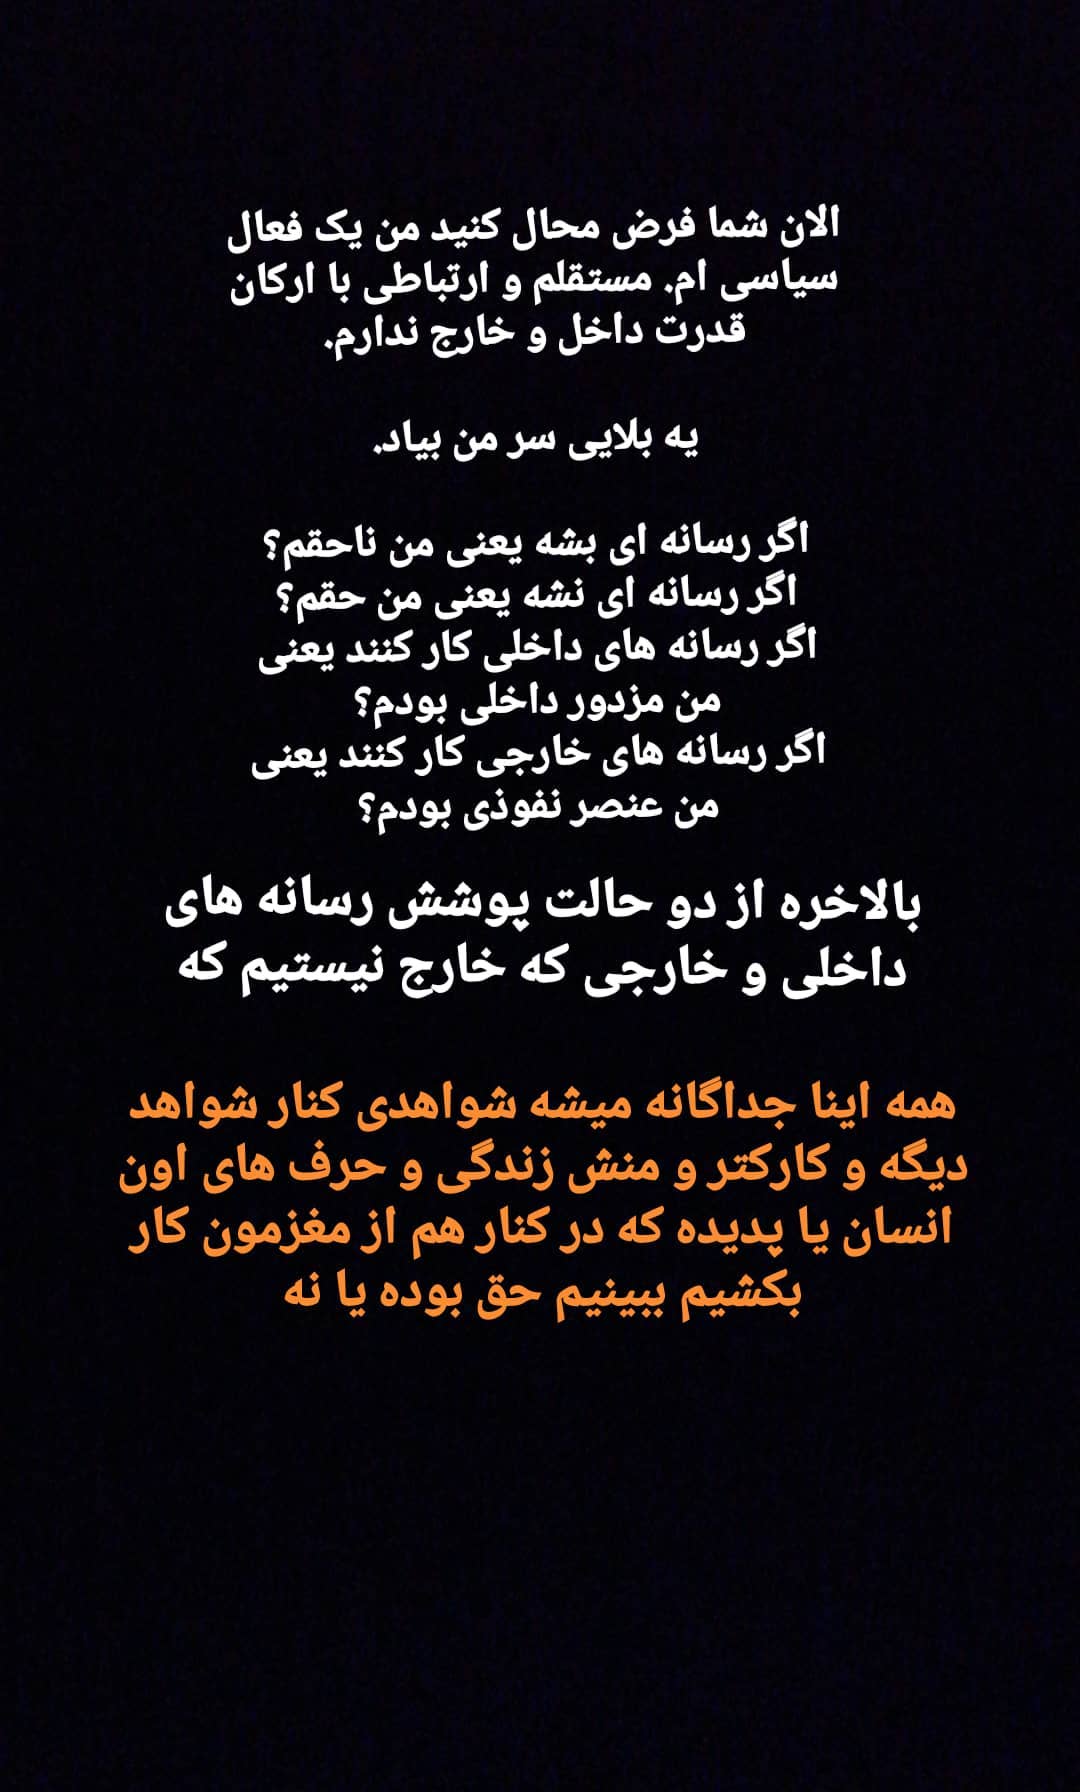 الان شما فرض محال کنید من یک فعال
سیاسی ام. مستقلم و ارتباطی با ارکان
قدرت داخل و خارج ندارم.
یه بلایی سر من بیاد.
اگر رسانه ای بشه یعنی من ناحقم؟
اگر رسانه ای نشه یعنی من حقم؟
اگر رسانه های داخلی کار کنند یعنی
من مزدور داخلی بودم؟
اگر رسانه های خارجی کار کنند یعنی
من عنصر نفوذی بودم؟
بالاخره از دو حالت پوشش رسانه های
داخلی و خارجی که خارج نیستیم که
همه اینا جداگانه میشه شواهدی کنار شواهد
دیگه و کارکتر و منش زندگی و حرف های اون
انسان یا پدیده که در کنار هم از مغزمون کار
بکشیم ببینیم حق بوده یا نه